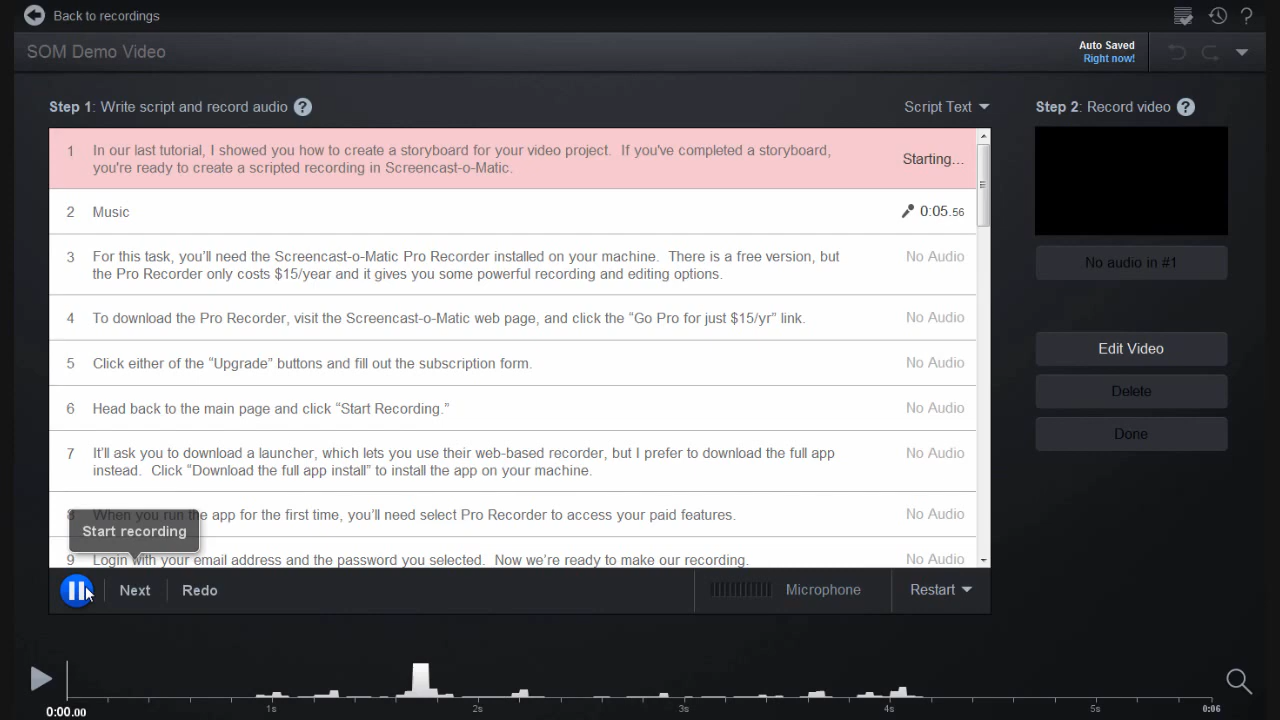 Back to recordings
SOM Demo Video
Auto Saved
Right now!
Step 1: Write script and record audio ?
Script Text
Step 2: Record video ?
1 In our last tutorial, I showed you how to create a storyboard for your video project. If you've completed a storyboard,
you're ready to create a scripted recording in Screencast-o-Matic.
Starting...
2 Music 0:05.56
3 For this task, you’ll need the Screencast-o-Matic Pro Recorder installed on your machine. There is a free version, but
the Pro Recorder only costs $15/year and it gives you some powerful recording and editing options.
No Audio
4 To download the Pro Recorder, visit the Screencast-o-Matic web page, and click the “Go Pro for just $15/yr” link. No Audio
5 Click either of the “Upgrade” buttons and fill out the subscription form. No Audio
6 Head back to the main page and click “Start Recording.” No Audio
7 It’ll ask you to download a launcher, which lets you use their web-based recorder, but I prefer to download the full app
instead. Click “Download the full app install” to install the app on your machine.
No Audio
8 When you run the app for the first time, you’ll need select Pro Recorder to access your paid features. No Audio
9 Login with your email address and the password you selected. Now we’re ready to make our recording. No Audio
No audio in #1
Edit Video
Delete
Done
Start recording
Next
Redo
Microphone
Restart
0:00.00
1s
2s
3s
4s
5s
0:06